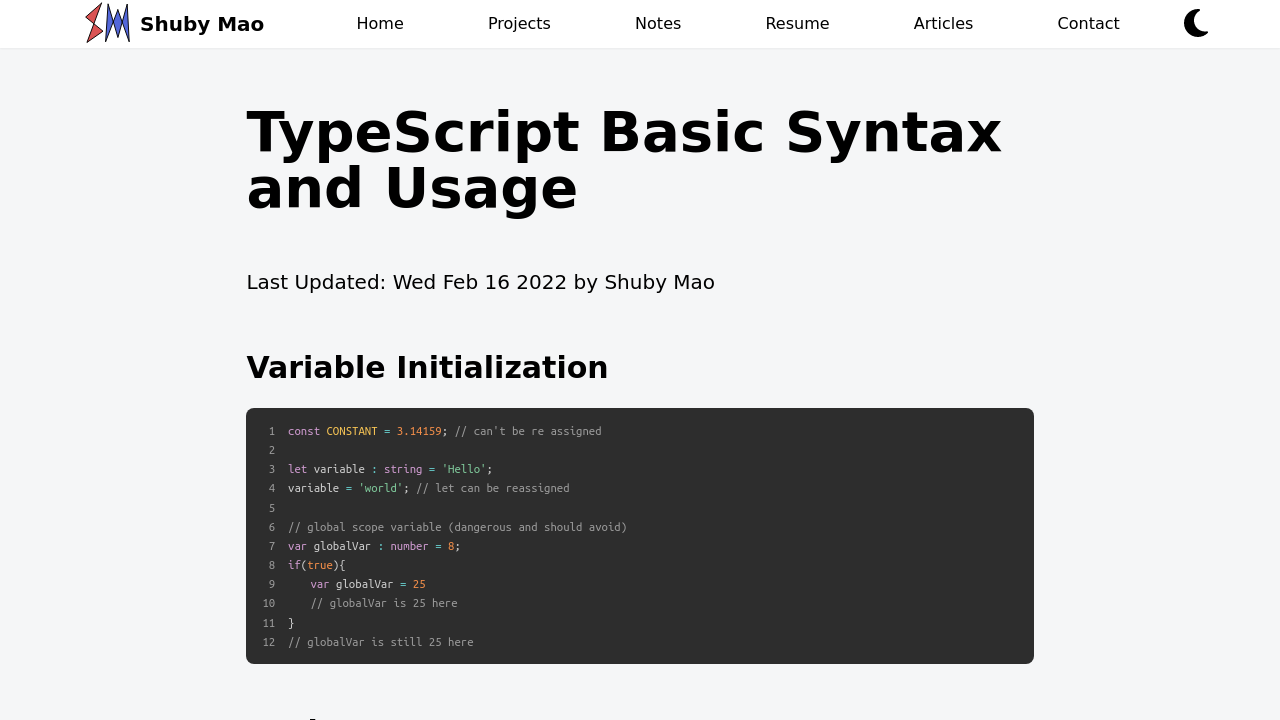 Shuby Mao
Home
Projects
Notes
Resume
Articles
Contact
TypeScript Basic Syntax
and Usage
Last Updated: Wed Feb 16 2022 by Shuby Mao
Variable Initialization
1 const CONSTANT = 3.14159; // can't be re assigned
2
3 let variable : string = 'Hello';
4 variable = 'world'; // let can be reassigned
5
6 // global scope variable (dangerous and should avoid)
7 var globalVar : number = 8;
8 if(true){
9 var globalVar = 25
10 // globalVar is 25 here
11 }
12 // globalVar is still 25 here